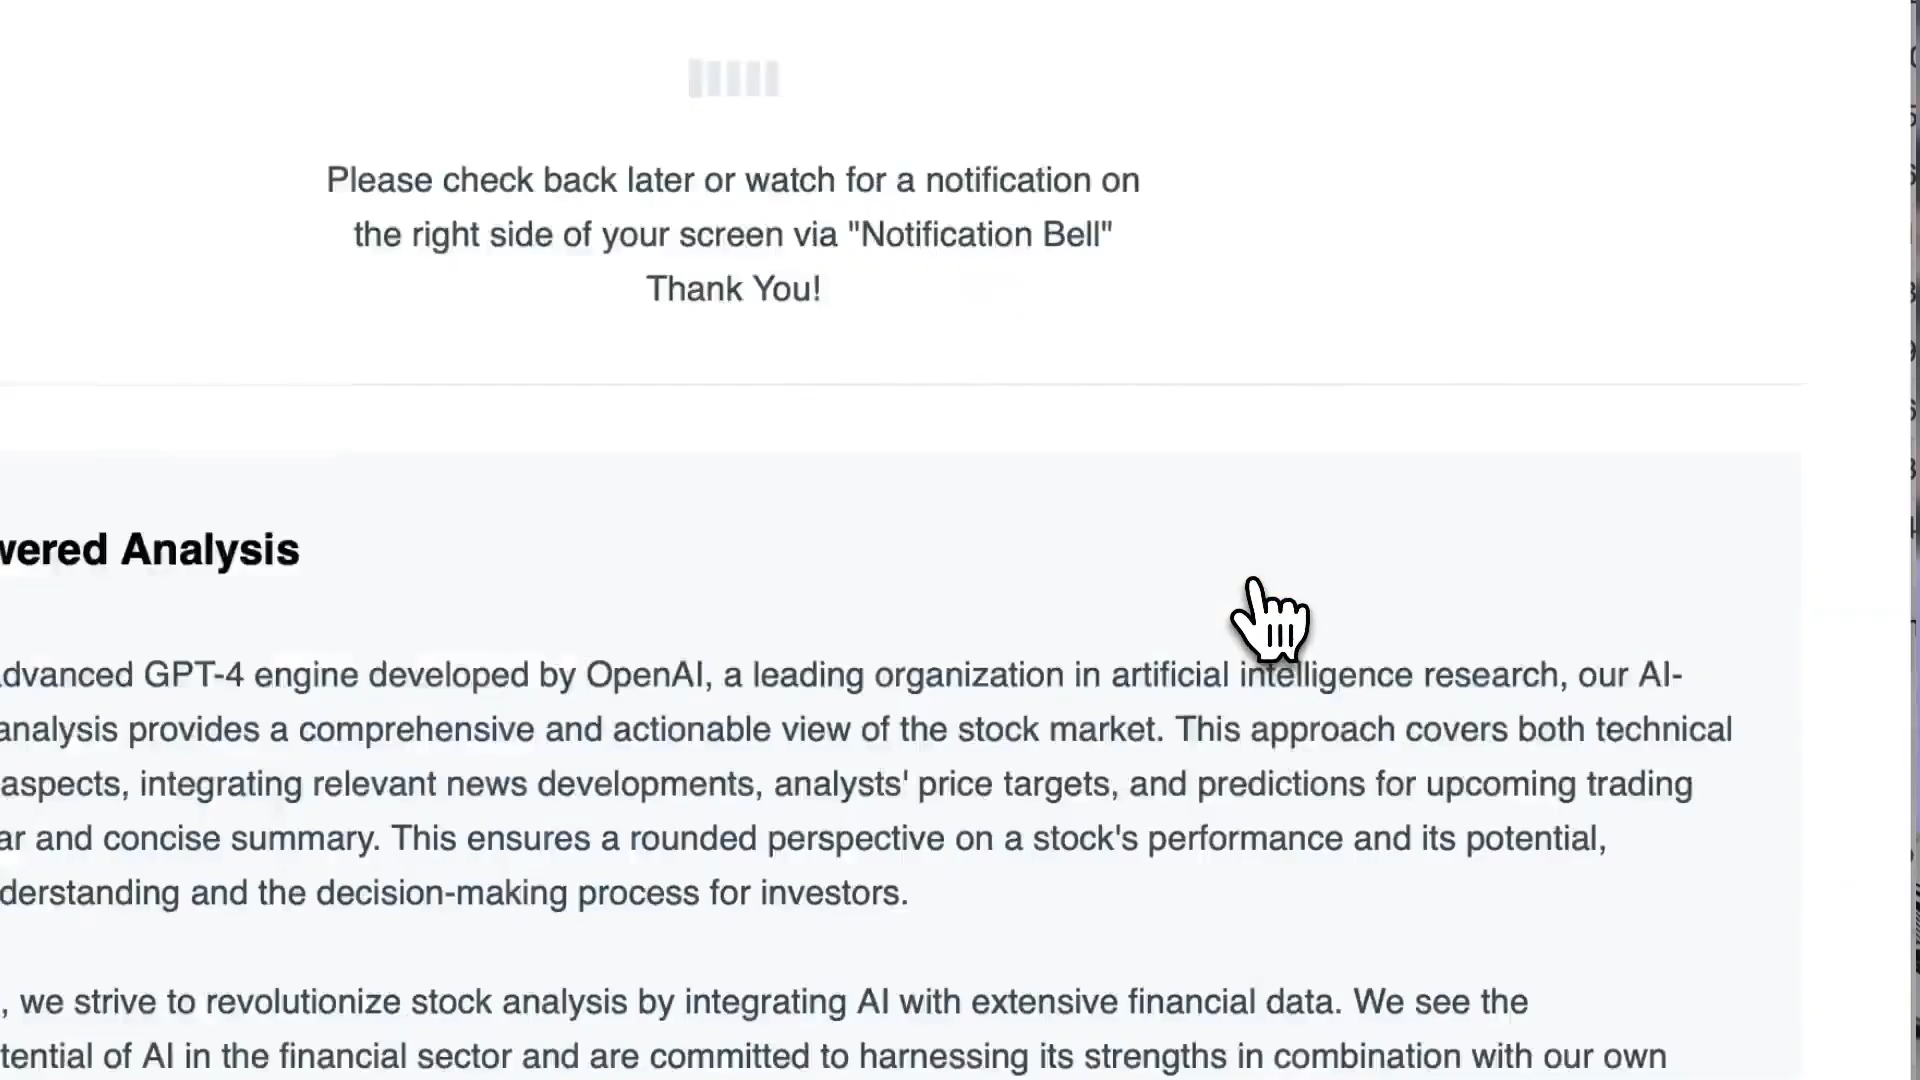 Please check back later or watch for a notification on
the right side of your screen via "Notification Bell"
Thank You!
wered Analysis
dvanced GPT-4 engine developed by OpenAI, a leading organization in artificial intelligence research, our AI-
analysis provides a comprehensive and actionable view of the stock market. This approach covers both technical
aspects, integrating relevant news developments, analysts' price targets, and predictions for upcoming trading
ar and concise summary. This ensures a rounded perspective on a stock's performance and its potential,
derstanding and the decision-making process for investors.
, we strive to revolutionize stock analysis by integrating AI with extensive financial data. We see the
tential of AI in the financial sector and are committed to harnessing its strengths in combination with our own